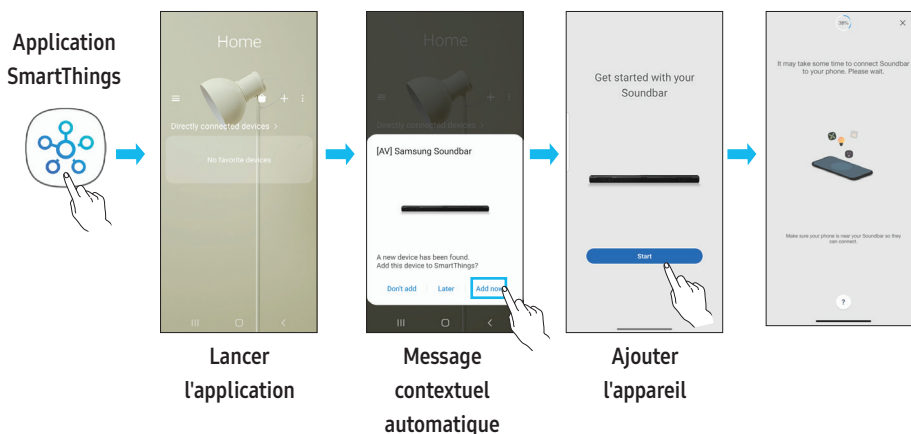 Application
SmartThings
Home
Directly connected devices >
No favorite devices
Lancer
l'application
Home
Directly connected devices >
[AV] Samsung Soundbar
A new device has been found.
Add this device to SmartThings?
Don't add
Later
Add now
Message
contextuel
automatique
Get started with your
Soundbar
Start
Ajouter
l'appareil
It may take some time to connect Soundbar
to your phone. Please wait.
Make sure your phone is near your Soundbar so they
can connect.
?